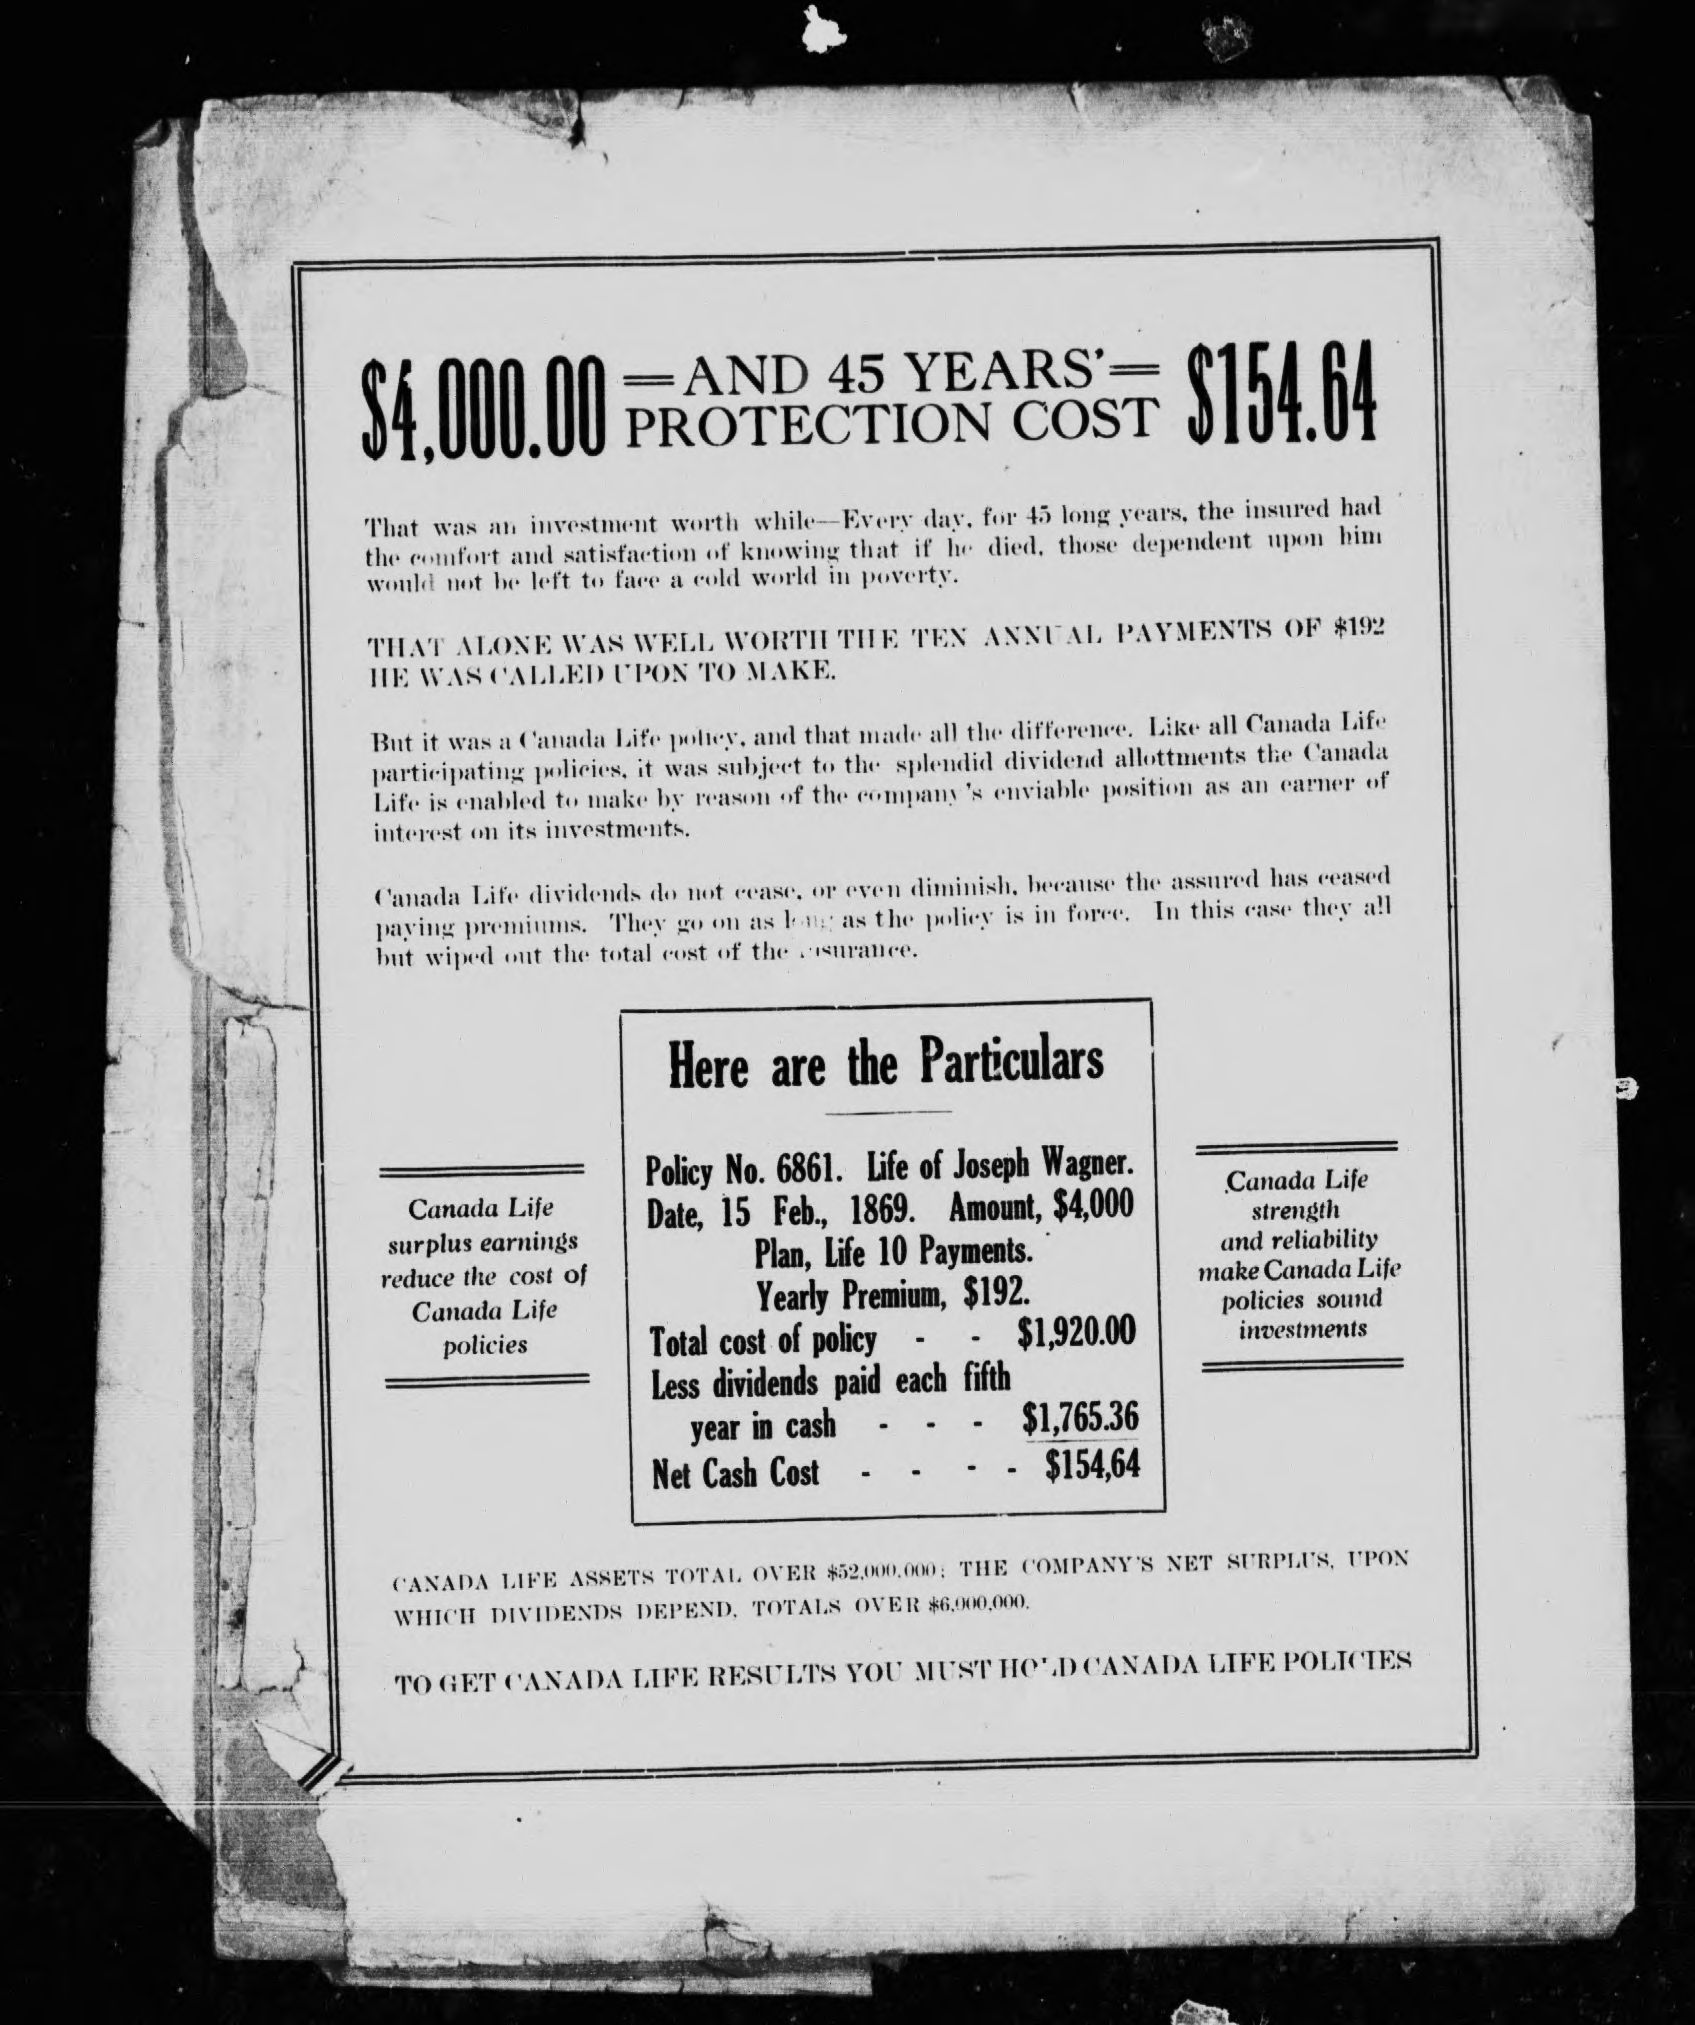 $4,000.00 =AND 45 YEARS'= $154.64
PROTECTION COST
That was an investment worth while—Every day, for 45 long years, the insured had
the comfort and satisfaction of knowing that if he died, those dependent upon him
would not be left to face a cold world in poverty.
THAT ALONE WAS WELL WORTH THE TEN ANNUAL PAYMENTS OF $192
HE WAS CALLED UPON TO MAKE.
But it was a Canada Life policy, and that made all the difference. Like all Canada Life
participating policies, it was subject to the splendid dividend allottments the Canada
Life is enabled to make by reason of the company's enviable position as an earner of
interest on its investments.
Canada Life dividends do not cease, or even diminish, because the assured has ceased
paying premiums. They go on as long as the policy is in force. In this case they all
but wiped out the total cost of the insurance.
Here are the Particulars
Policy No. 6861. Life of Joseph Wagner.
Date, 15 Feb., 1869. Amount, $4,000
Plan, Life 10 Payments.
Yearly Premium, $192.
Total cost of policy - - $1,920.00
Less dividends paid each fifth
year in cash - - - $1,765.36
Net Cash Cost - - - - $154,64
Canada Life
surplus earnings
reduce the cost of
Canada Life
policies
Canada Life
strength
and reliability
make Canada Life
policies sound
investments
CANADA LIFE ASSETS TOTAL OVER $52,000,000; THE COMPANY'S NET SURPLUS, UPON
WHICH DIVIDENDS DEPEND, TOTALS OVER $6,000,000.
TO GET CANADA LIFE RESULTS YOU MUST HOLD CANADA LIFE POLICIES